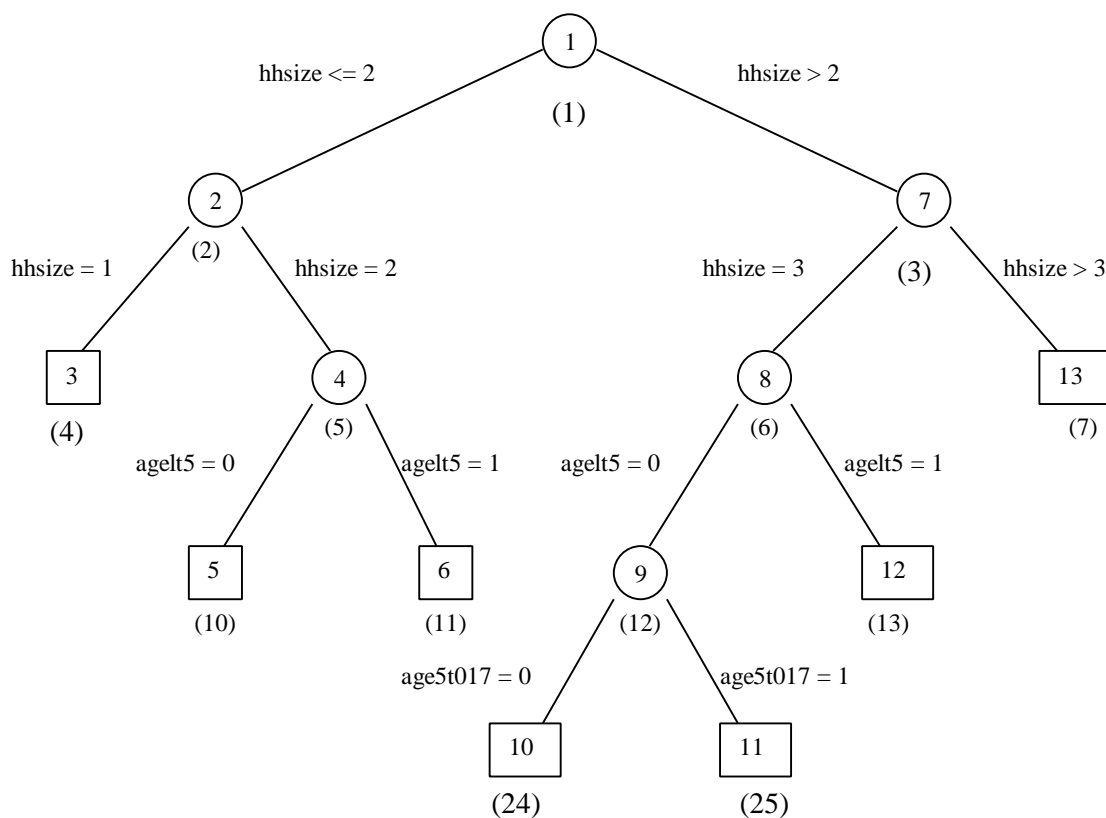 1
hhsize <= 2
hhsize > 2
(1)
2
7
(2)
hhsize = 1
hhsize = 2
hhsize = 3
(3)
hhsize > 3
3
4
8
13
(4)
(5)
(6)
(7)
agelt5 = 0
agelt5 = 1
agelt5 = 0
agelt5 = 1
5
6
9
12
(10)
(11)
(12)
(13)
age5t017 = 0
age5t017 = 1
10
11
(24)
(25)